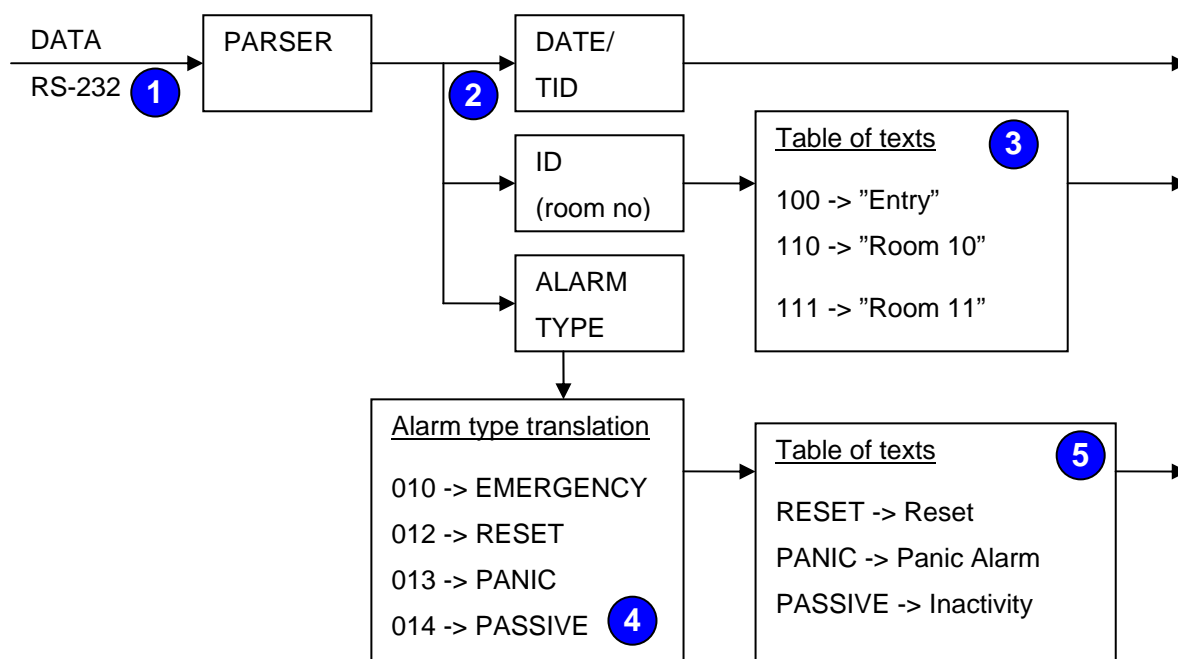 DATA
RS-232
1
PARSER
2
DATE/
TID
ID
(room no)
ALARM
TYPE
Table of texts
3
100 -> ”Entry”
110 -> ”Room 10”
111 -> ”Room 11”
Alarm type translation
010 -> EMERGENCY
012 -> RESET
013 -> PANIC
014 -> PASSIVE
4
Table of texts
5
RESET -> Reset
PANIC -> Panic Alarm
PASSIVE -> Inactivity